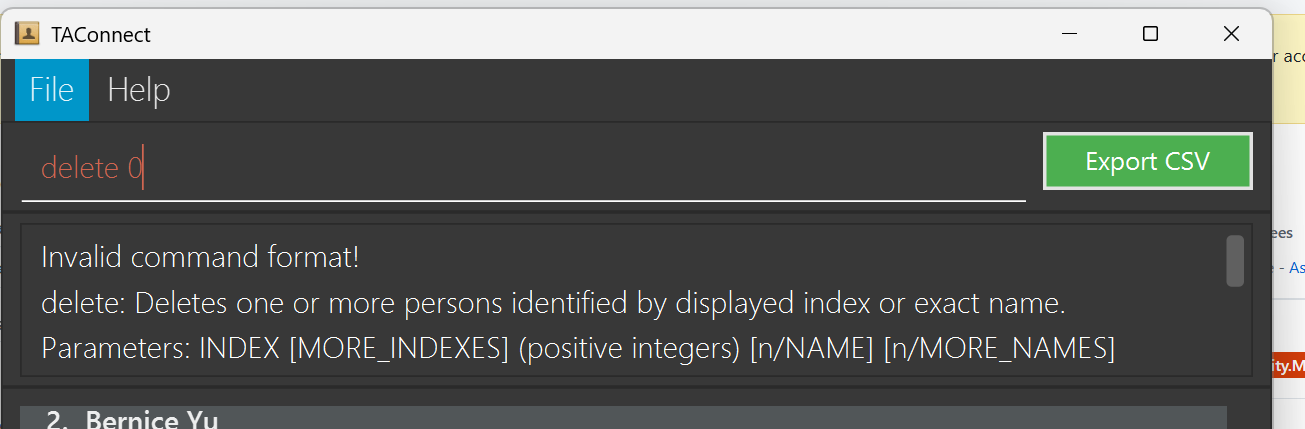 TAConnect
r acc
File Help
delete 0
Export CSV
Invalid command format!
delete: Deletes one or more persons identified by displayed index or exact name.
Parameters: INDEX [MORE_INDEXES] (positive integers) [n/NAME] [n/MORE_NAMES]
ees
- As
ity.M
2. Bernice Yu